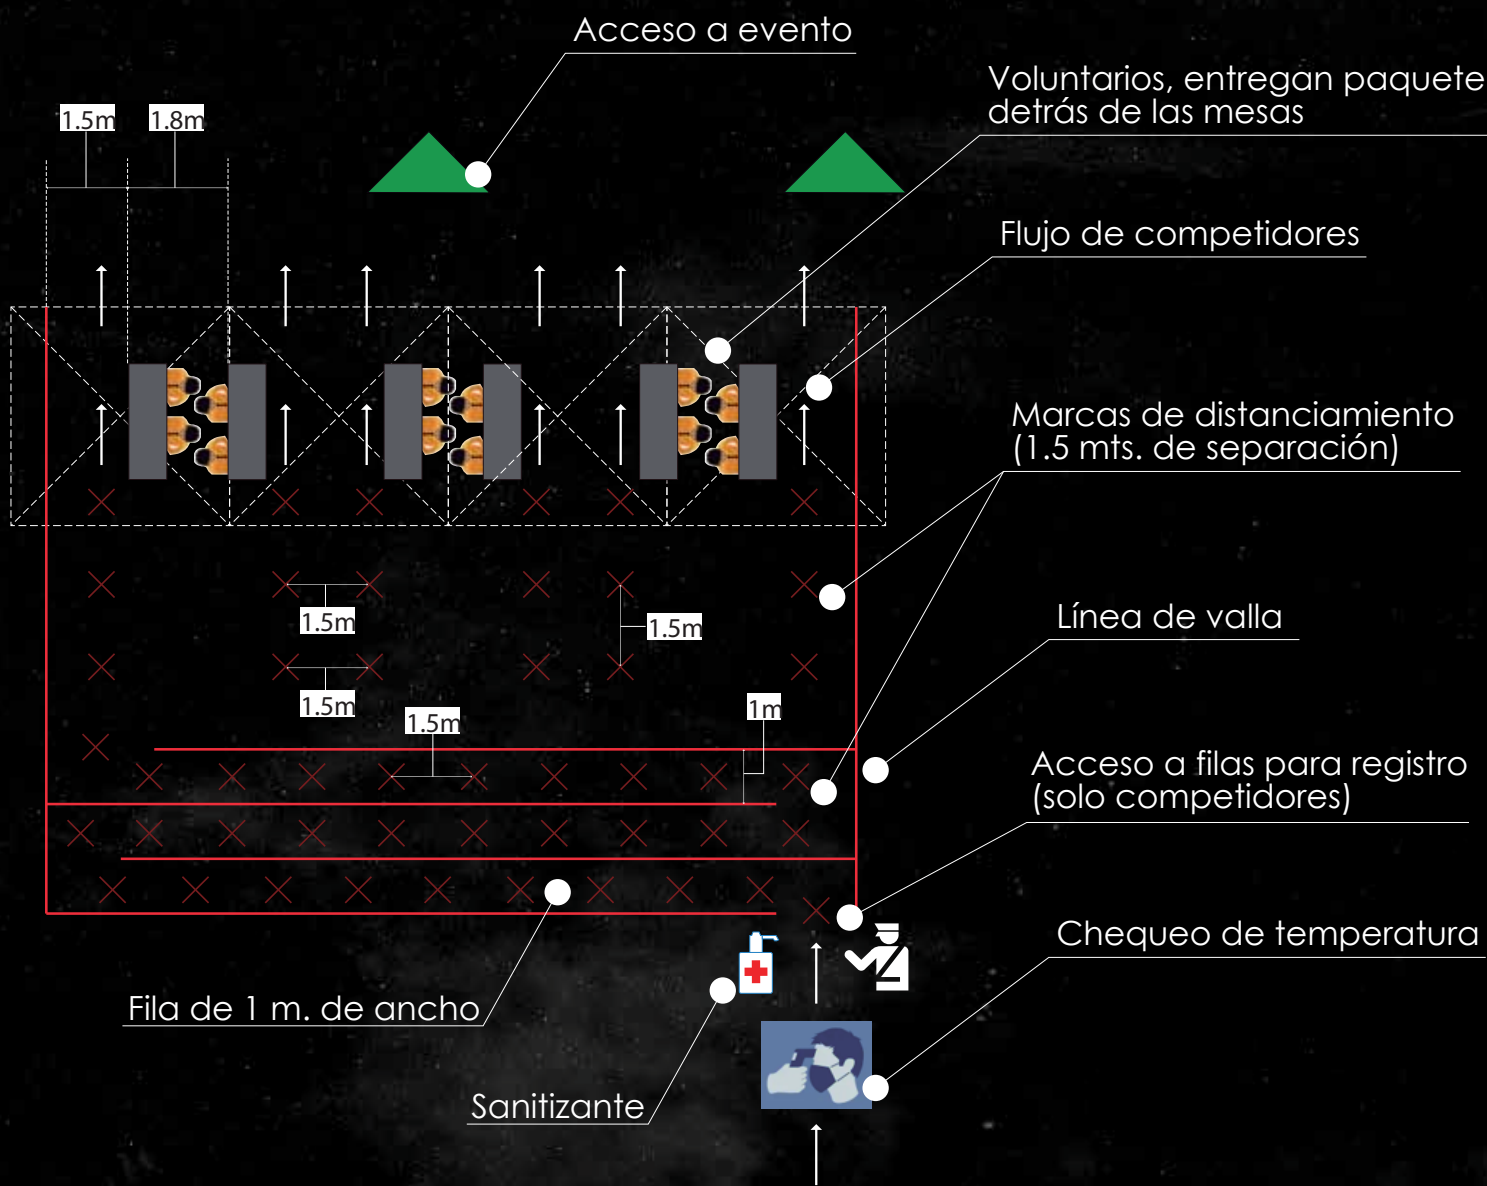 Acceso a evento
Voluntarios, entregan paquete
detrás de las mesas
1.5m
1.8m
Flujo de competidores
Marcas de distanciamiento
(1.5 mts. de separación)
1.5m
1.5m
Línea de valla
1.5m
1.5m
1m
Acceso a filas para registro
(solo competidores)
Chequeo de temperatura
Fila de 1 m. de ancho
Sanitizante